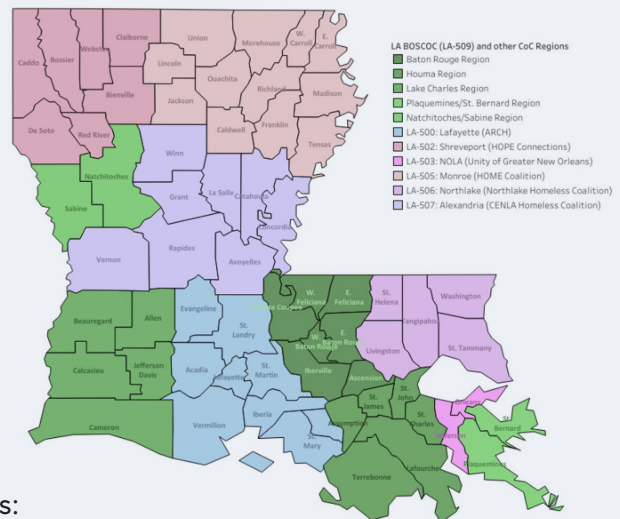 LA BOSCOC (LA-509) and other CoC Regions
Baton Rouge Region
Houma Region
Lake Charles Region
Plaquemines/St. Bernard Region
Natchitoches/Sabine Region
LA-500: Lafayette (ARCH)
LA-502: Shreveport (HOPE Connections)
LA-503: NOLA (Unity of Greater New Orleans)
LA-505: Monroe (HOME Coalition)
LA-506: Northlake (Northlake Homeless Coalition)
LA-507: Alexandria (CENLA Homeless Coalition)
Caddo
Bossier
Webster
Claiborne
Union
Morehouse
W.
Carroll
E.
Carroll
Lincoln
Ouachita
Richland
Madison
Bienville
Jackson
De Soto
Red River
Caldwell
Franklin
Tensas
Natchitoches
Winn
Sabine
Grant
La Salle
Catahoula
Concordia
Vernon
Rapides
Avoyelles
Beauregard
Allen
Evangeline
St.
Landry
Pointe Coupee
W.
Feliciana
E.
Feliciana
St.
Helena
Tangipahoa
Washington
Calcasieu
Jefferson
Davis
Acadia
Lafayette
St.
Martin
W.
Baton Rouge
E.
Baton Rouge
Livingston
St. Tammany
Iberville
Ascension
Cameron
Vermilion
Iberia
St.
Mary
Assumption
St.
James
St.
John
St.
Charles
Orleans
Jefferson
St.
Bernard
Plaquemines
Terrebonne
Lafourche
s: